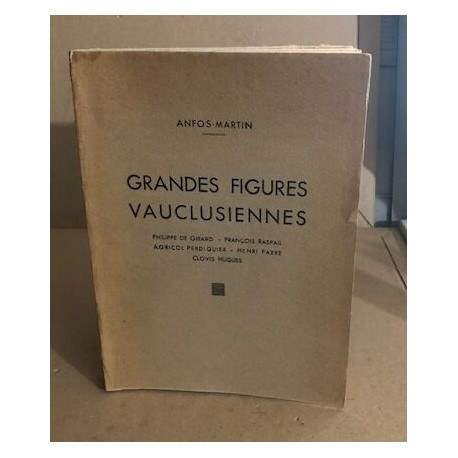 ANFOS-MARTIN
GRANDES FIGURES
VAUCLUSIENNES
PHILIPPE DE GIRARD - FRANÇOIS RASPAIL
AGRICOL PERDIGUIER - HENRI FABRE
CLOVIS HUGUES